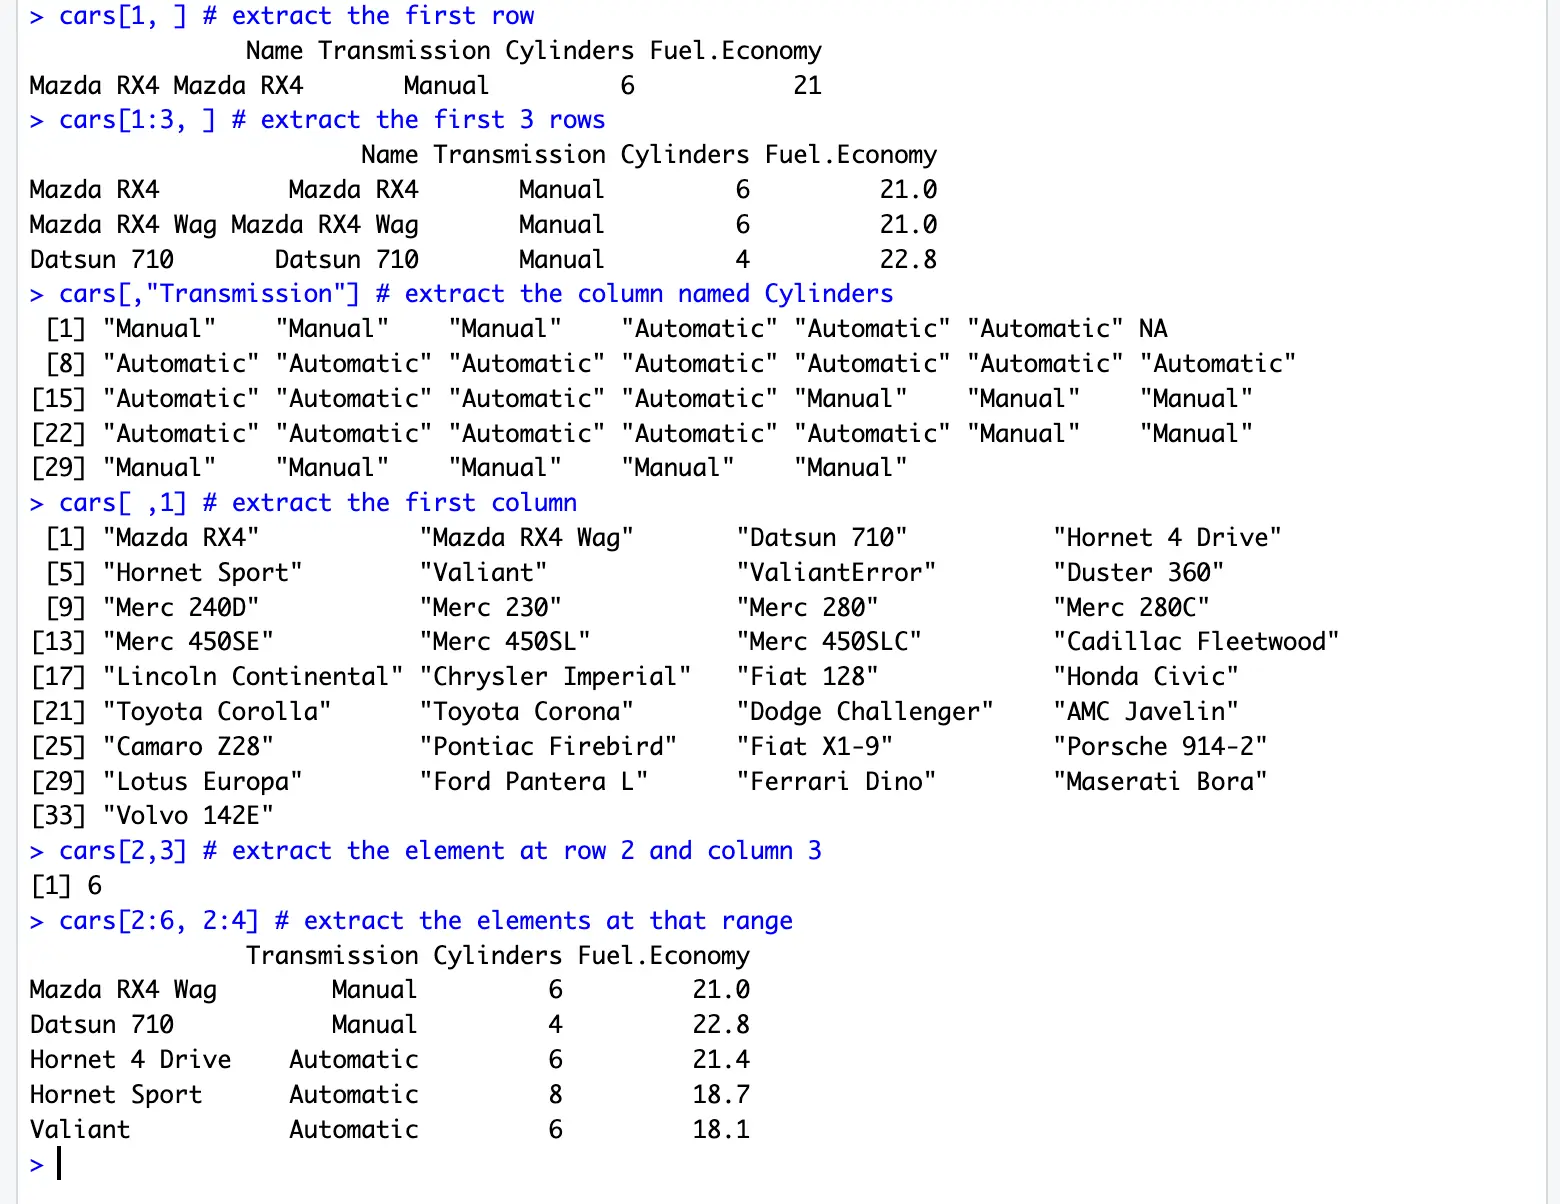 > cars[1, ] # extract the first row
               Name Transmission Cylinders Fuel.Economy
Mazda RX4 Mazda RX4       Manual         6           21
> cars[1:3, ] # extract the first 3 rows
                       Name Transmission Cylinders Fuel.Economy
Mazda RX4         Mazda RX4       Manual         6         21.0
Mazda RX4 Wag Mazda RX4 Wag       Manual         6         21.0
Datsun 710       Datsun 710       Manual         4         22.8
> cars[,"Transmission"] # extract the column named Cylinders
 [1] "Manual"    "Manual"    "Manual"    "Automatic" "Automatic" "Automatic" NA
 [8] "Automatic" "Automatic" "Automatic" "Automatic" "Automatic" "Automatic" "Automatic"
[15] "Automatic" "Automatic" "Automatic" "Automatic" "Manual"    "Manual"    "Manual"
[22] "Automatic" "Automatic" "Automatic" "Automatic" "Automatic" "Manual"    "Manual"
[29] "Manual"    "Manual"    "Manual"    "Manual"    "Manual"
> cars[ ,1] # extract the first column
 [1] "Mazda RX4"           "Mazda RX4 Wag"       "Datsun 710"          "Hornet 4 Drive"
 [5] "Hornet Sport"        "Valiant"             "ValiantError"        "Duster 360"
 [9] "Merc 240D"           "Merc 230"            "Merc 280"            "Merc 280C"
[13] "Merc 450SE"          "Merc 450SL"          "Merc 450SLC"         "Cadillac Fleetwood"
[17] "Lincoln Continental" "Chrysler Imperial"   "Fiat 128"            "Honda Civic"
[21] "Toyota Corolla"      "Toyota Corona"       "Dodge Challenger"    "AMC Javelin"
[25] "Camaro Z28"          "Pontiac Firebird"    "Fiat X1-9"           "Porsche 914-2"
[29] "Lotus Europa"        "Ford Pantera L"      "Ferrari Dino"        "Maserati Bora"
[33] "Volvo 142E"
> cars[2,3] # extract the element at row 2 and column 3
[1] 6
> cars[2:6, 2:4] # extract the elements at that range
               Transmission Cylinders Fuel.Economy
Mazda RX4 Wag        Manual         6         21.0
Datsun 710           Manual         4         22.8
Hornet 4 Drive    Automatic         6         21.4
Hornet Sport      Automatic         8         18.7
Valiant           Automatic         6         18.1
>